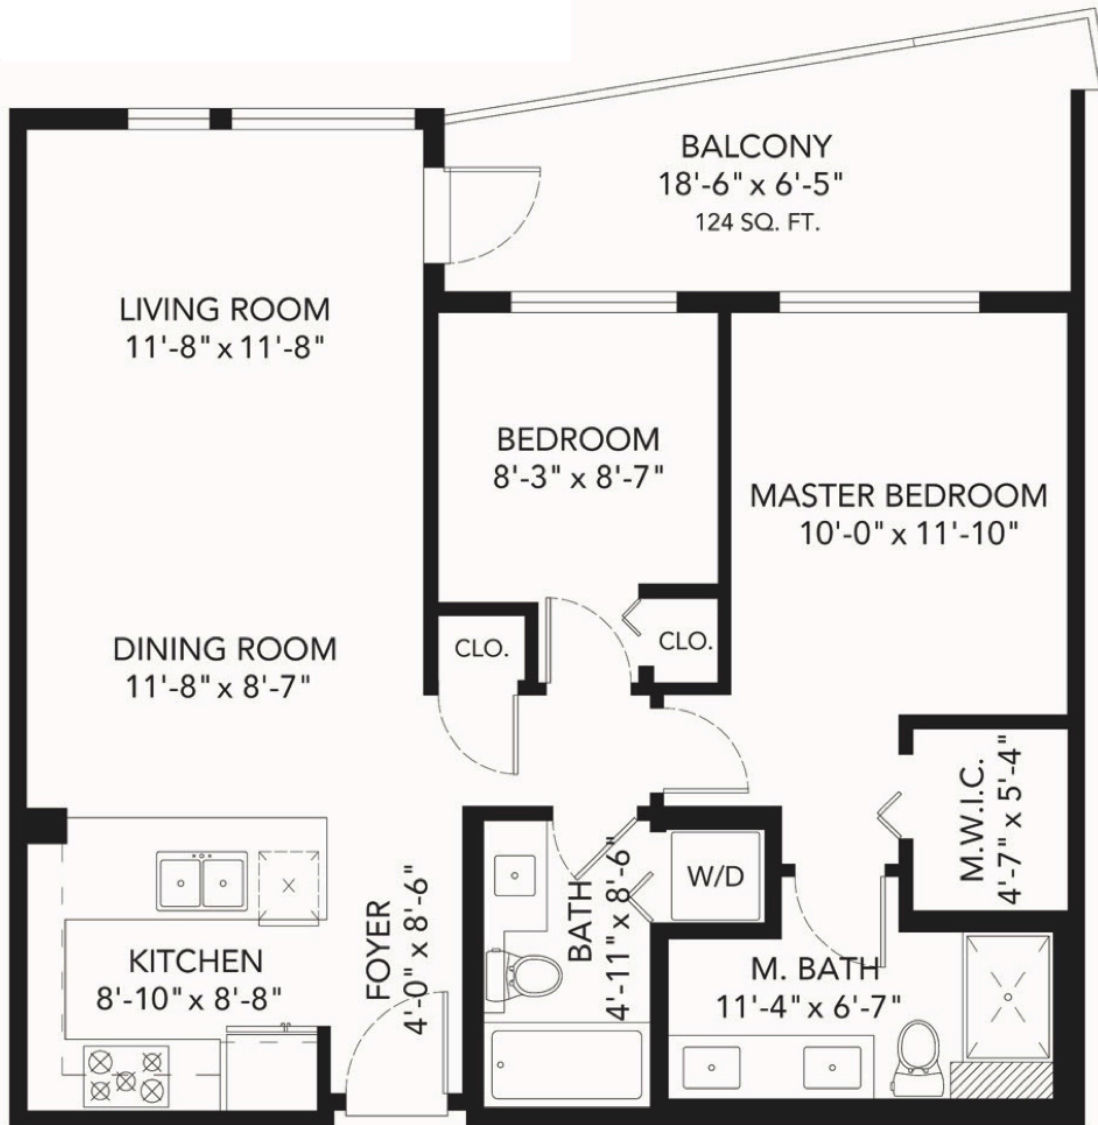 BALCONY
18'-6" x 6'-5"
124 SQ. FT.
LIVING ROOM
11'-8" x 11'-8"
BEDROOM
8'-3" x 8'-7"
MASTER BEDROOM
10'-0" x 11'-10"
DINING ROOM
11'-8" x 8'-7"
CLO.
CLO.
M.W.I.C.
4'-7" x 5'-4"
W/D
FOYER
4'-0" x 8'-6"
BATH
4'-11" x 8'-6"
KITCHEN
8'-10" x 8'-8"
M. BATH
11'-4" x 6'-7"